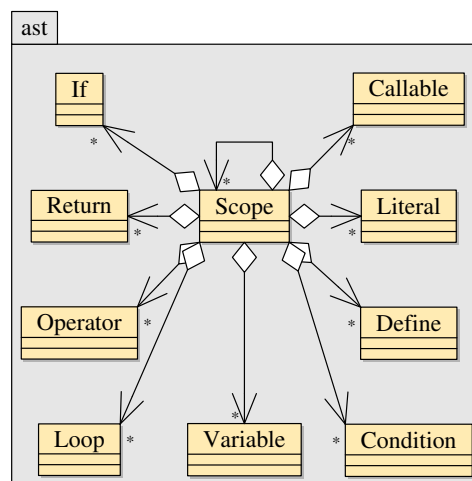 ast
If
Callable
*
*
*
Return
Scope
Literal
*
*
Operator
Define
*
*
Loop
*
Variable
*
Condition
*